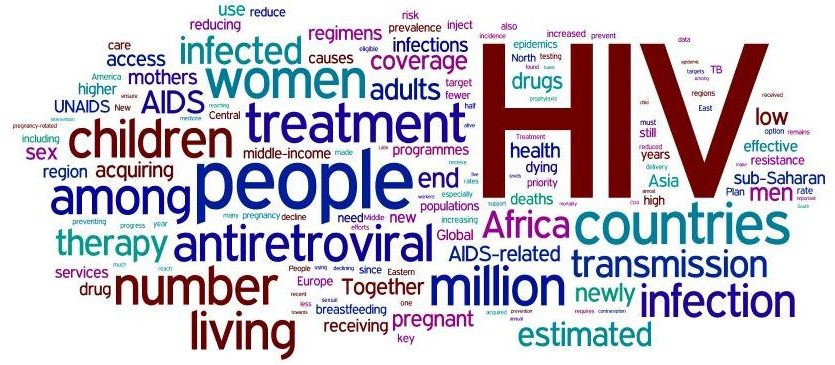 use reduce
reducing
risk
prevalence inject
also
incidence
increased prevent
data
care
access
infected
regimens
causes
eligible
infections
coverage
epidemics
North testing
found
drugs
prophylaxis
HIV
epidemic
targets TB
among
America
mothers
women
adults
target
fewer
higher
ensure
UNAIDS New
AIDS
reaching
Central
treatment
half
alive
regions
received
East
child
low
option remains
pregnancy-related
intervention
medicine
children
including
sex
middle-income made
programmes
Treatment
health
must
still
effective
resistance
reduced
years
region acquiring
people
receive
end
five
rates
levels
dying
priority
delivery
Asia
sub-Saharan
among
workers especially
populations
support
deaths
mortality
almost
high
Plan men rate
important
South
preventing
progress year
many pregnancy decline
need Middle new
efforts
increasing
Global
Africa countries
therapy antiretroviral
AIDS-related
transmission
services
much
reach
People using declining since Eastern
drug number
recent
Europe Together million
newly infection
less
towards
sexual
breastfeeding
one
acquired prevention
annual
requires contraception
living
receiving pregnant
key
estimated